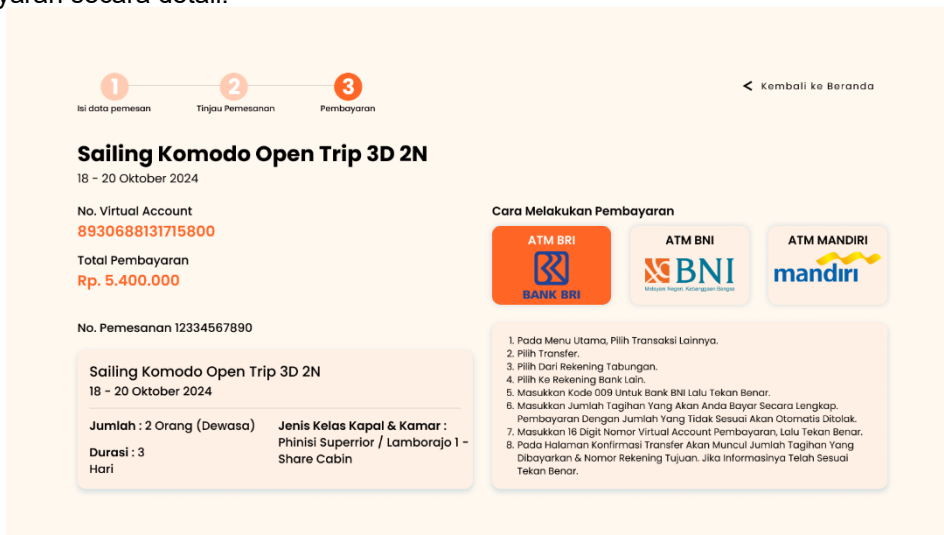 yaran secara detail.
1 2 3
Isi data pemesan Tinjau Pemesanan Pembayaran
< Kembali ke Beranda
Sailing Komodo Open Trip 3D 2N
18 - 20 Oktober 2024
No. Virtual Account
8930688131715800
Total Pembayaran
Rp. 5.400.000
No. Pemesanan 12334567890
Sailing Komodo Open Trip 3D 2N
18 - 20 Oktober 2024
Jumlah : 2 Orang (Dewasa)
Durasi : 3
Hari
Jenis Kelas Kapal & Kamar :
Phinisi Superrior / Lamborajo 1 -
Share Cabin
Cara Melakukan Pembayaran
ATM BRI
BANK BRI
ATM BNI
BNI
Melayani Negeri, Kebanggaan Bangsa
ATM MANDIRI
mandırı
1. Pada Menu Utama, Pilih Transaksi Lainnya.
2. Pilih Transfer.
3. Pilih Dari Rekening Tabungan.
4. Pilih Ke Rekening Bank Lain.
5. Masukkan Kode 009 Untuk Bank BNI Lalu Tekan Benar.
6. Masukkan Jumlah Tagihan Yang Akan Anda Bayar Secara Lengkap.
Pembayaran Dengan Jumlah Yang Tidak Sesuai Akan Otomatis Ditolak.
7. Masukkan 16 Digit Nomor Virtual Account Pembayaran, Lalu Tekan Benar.
8. Pada Halaman Konfirmasi Transfer Akan Muncul Jumlah Tagihan Yang
Dibayarkan & Nomor Rekening Tujuan. Jika Informasinya Telah Sesuai
Tekan Benar.